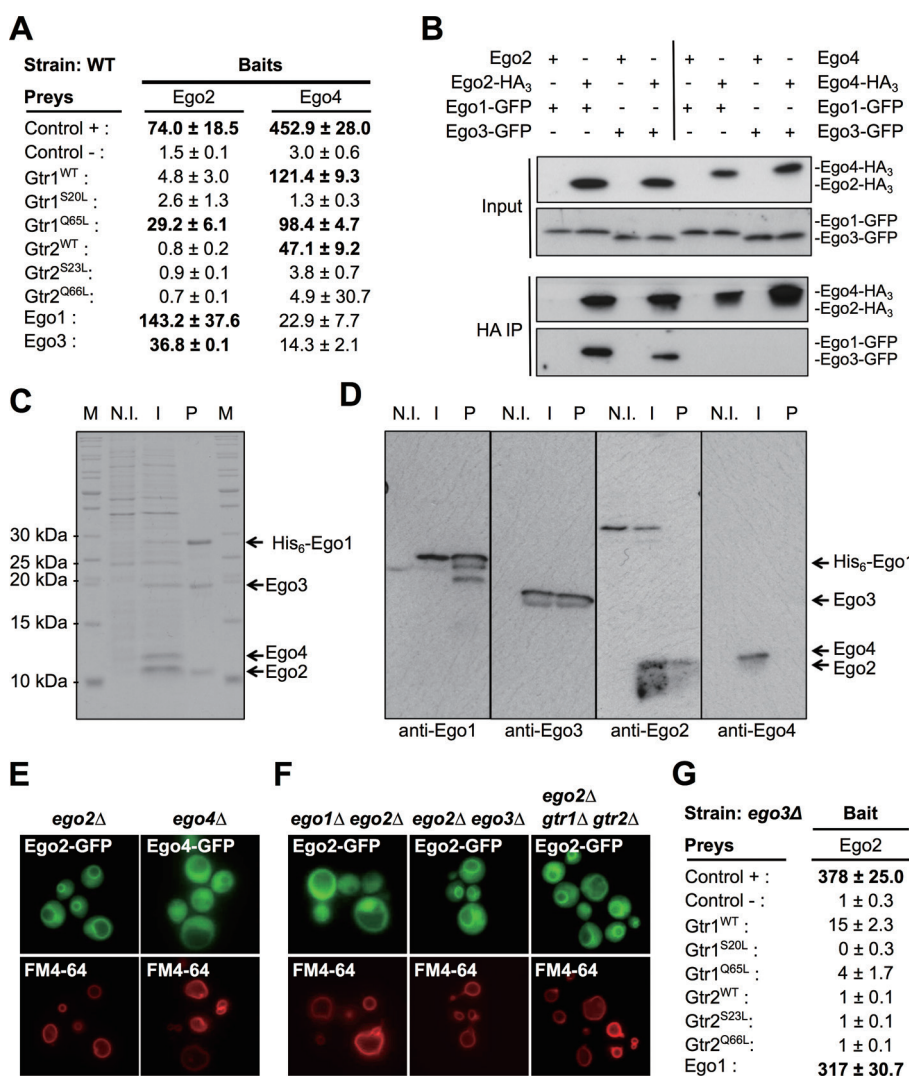 A
Strain: WT Baits
Preys Ego2 Ego4
Control + : 74.0 ± 18.5 452.9 ± 28.0
Control - : 1.5 ± 0.1 3.0 ± 0.6
Gtr1WT : 4.8 ± 3.0 121.4 ± 9.3
Gtr1S20L : 2.6 ± 1.3 1.3 ± 0.3
Gtr1Q65L : 29.2 ± 6.1 98.4 ± 4.7
Gtr2WT : 0.8 ± 0.2 47.1 ± 9.2
Gtr2S23L: 0.9 ± 0.1 3.8 ± 0.7
Gtr2Q66L: 0.7 ± 0.1 4.9 ± 30.7
Ego1 : 143.2 ± 37.6 22.9 ± 7.7
Ego3 : 36.8 ± 0.1 14.3 ± 2.1
B
Ego2 + - + - + - + - Ego4
Ego2-HA3 - + - + - + - + Ego4-HA3
Ego1-GFP + + - - + + - - Ego1-GFP
Ego3-GFP - - + + - - + + Ego3-GFP
Input
-Ego4-HA3
-Ego2-HA3
-Ego1-GFP
-Ego3-GFP
HA IP
-Ego4-HA3
-Ego2-HA3
-Ego1-GFP
-Ego3-GFP
C
M N.I. I P M
30 kDa
25 kDa
20 kDa
15 kDa
10 kDa
His6-Ego1
Ego3
Ego4
Ego2
D
N.I. I P N.I. I P N.I. I P N.I. I P
His6-Ego1
Ego3
Ego4
Ego2
anti-Ego1 anti-Ego3 anti-Ego2 anti-Ego4
E
ego2Δ ego4Δ
Ego2-GFP Ego4-GFP
FM4-64 FM4-64
F
ego1Δ ego2Δ ego2Δ ego3Δ ego2Δ gtr1Δ gtr2Δ
Ego2-GFP Ego2-GFP Ego2-GFP
FM4-64 FM4-64 FM4-64
G
Strain: ego3Δ Bait
Preys Ego2
Control + : 378 ± 25.0
Control - : 1 ± 0.3
Gtr1WT : 15 ± 2.3
Gtr1S20L : 0 ± 0.3
Gtr1Q65L : 4 ± 1.7
Gtr2WT : 1 ± 0.1
Gtr2S23L : 1 ± 0.1
Gtr2Q66L : 1 ± 0.1
Ego1 : 317 ± 30.7